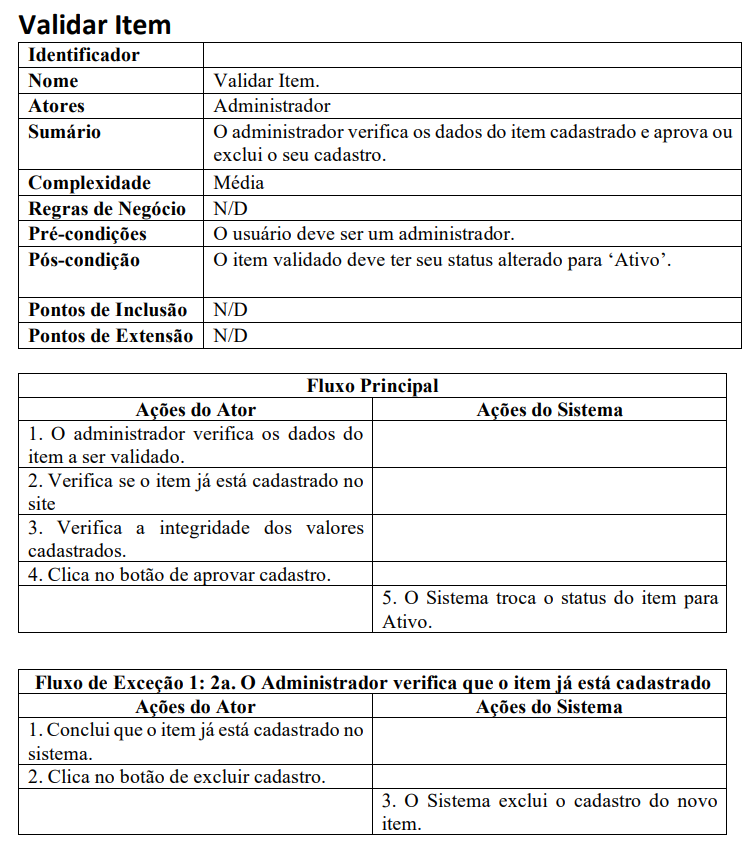 Validar Item
Identificador
Nome Validar Item.
Atores Administrador
Sumário O administrador verifica os dados do item cadastrado e aprova ou
exclui o seu cadastro.
Complexidade Média
Regras de Negócio N/D
Pré-condições O usuário deve ser um administrador.
Pós-condição O item validado deve ter seu status alterado para ‘Ativo’.
Pontos de Inclusão N/D
Pontos de Extensão N/D
Fluxo Principal
Ações do Ator Ações do Sistema
1. O administrador verifica os dados do
item a ser validado.
2. Verifica se o item já está cadastrado no
site
3. Verifica a integridade dos valores
cadastrados.
4. Clica no botão de aprovar cadastro.
5. O Sistema troca o status do item para
Ativo.
Fluxo de Exceção 1: 2a. O Administrador verifica que o item já está cadastrado
Ações do Ator Ações do Sistema
1. Conclui que o item já está cadastrado no
sistema.
2. Clica no botão de excluir cadastro.
3. O Sistema exclui o cadastro do novo
item.